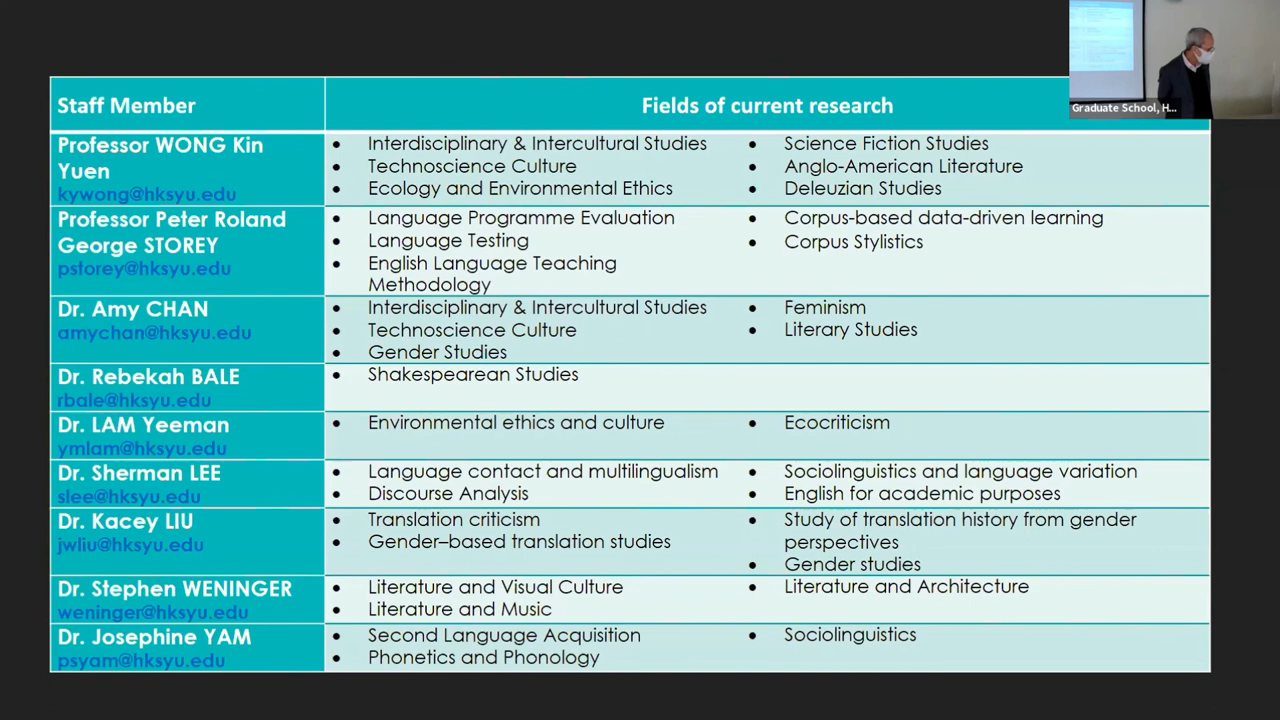 Staff Member
Fields of current research
Graduate School, H...
Professor WONG Kin
Yuen
kywong@hksyu.edu
• Interdisciplinary & Intercultural Studies
• Technoscience Culture
• Ecology and Environmental Ethics
• Science Fiction Studies
• Anglo-American Literature
• Deleuzian Studies
Professor Peter Roland
George STOREY
pstorey@hksyu.edu
• Language Programme Evaluation
• Language Testing
• English Language Teaching
Methodology
• Corpus-based data-driven learning
• Corpus Stylistics
Dr. Amy CHAN
amychan@hksyu.edu
• Interdisciplinary & Intercultural Studies
• Technoscience Culture
• Gender Studies
• Feminism
• Literary Studies
Dr. Rebekah BALE
rbale@hksyu.edu
• Shakespearean Studies
Dr. LAM Yeeman
ymlam@hksyu.edu
• Environmental ethics and culture
• Ecocriticism
Dr. Sherman LEE
slee@hksyu.edu
• Language contact and multilingualism
• Discourse Analysis
• Sociolinguistics and language variation
• English for academic purposes
Dr. Kacey LIU
jwliu@hksyu.edu
• Translation criticism
• Gender–based translation studies
• Study of translation history from gender
perspectives
• Gender studies
Dr. Stephen WENINGER
weninger@hksyu.edu
• Literature and Visual Culture
• Literature and Music
• Literature and Architecture
Dr. Josephine YAM
psyam@hksyu.edu
• Second Language Acquisition
• Phonetics and Phonology
• Sociolinguistics